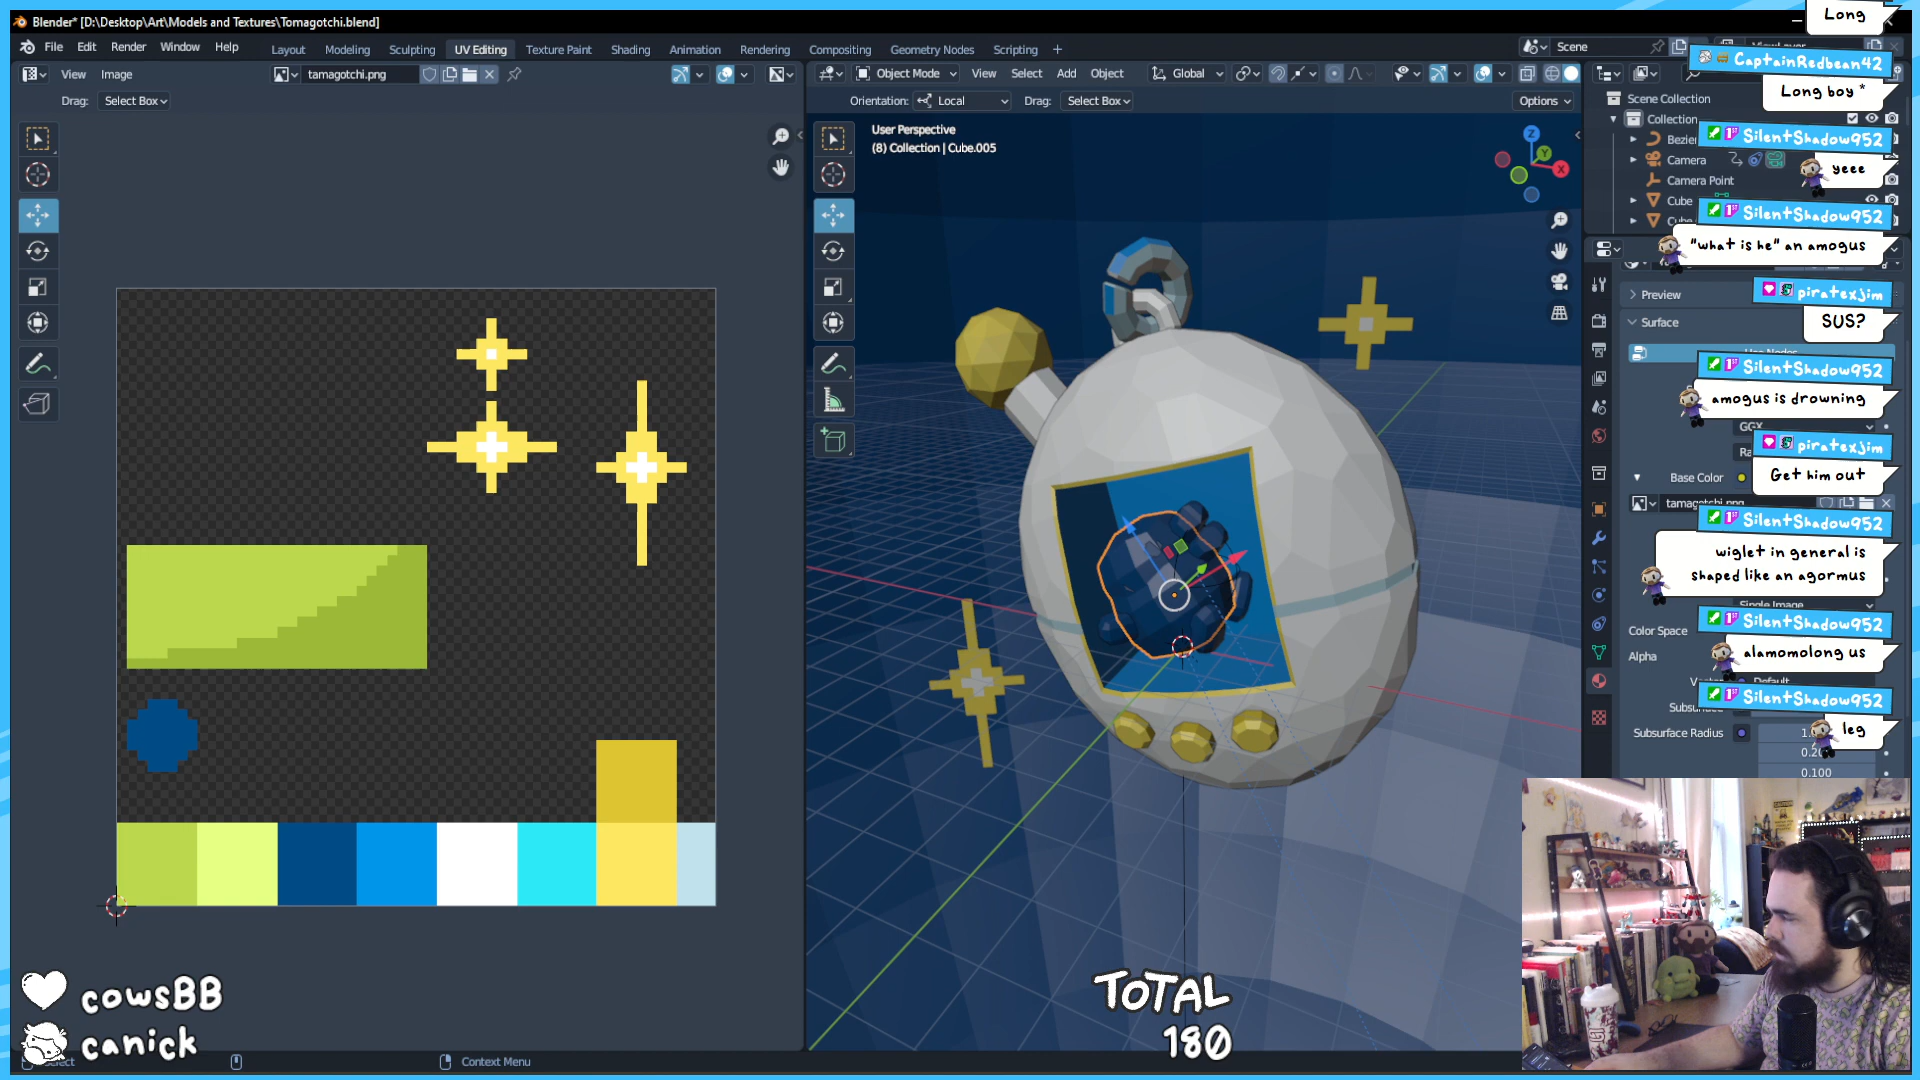 Blender* [D:\Desktop\Art\Models and Textures\Tomagotchi.blend]
File Edit Render Window Help
Layout Modeling Sculpting UV Editing Texture Paint Shading Animation Rendering Compositing Geometry Nodes Scripting +
Scene
View Image
tamagotchi.png
Object Mode
View Select Add Object
Global
Drag: Select Box
Orientation: Local
Drag: Select Box
Options
User Perspective
(8) Collection | Cube.005
Z
Y
X
Scene Collection
Collection
Bezie
Camera
Camera Point
Cube
Preview
Surface
GGX
Base Color
Single Image
Color Space
Alpha
Default
Subsurface Radius
0.100
Long
CaptainRedbean42
Long boy *
SilentShadow952
yeee
SilentShadow952
"what is he" an amogus
piratexjim
SUS?
SilentShadow952
amogus is drowning
piratexjim
Get him out
SilentShadow952
wiglet in general is
shaped like an agormus
SilentShadow952
alamomolong us
SilentShadow952
leg
cowsBB
canick
TOTAL
180
Context Menu